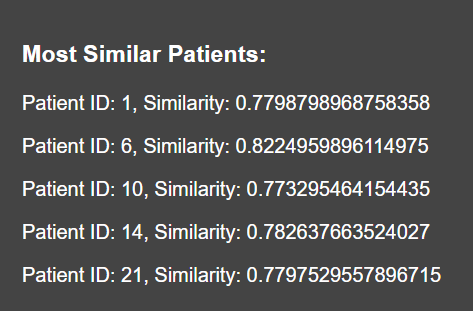 Most Similar Patients:
Patient ID: 1, Similarity: 0.7798798968758358
Patient ID: 6, Similarity: 0.8224959896114975
Patient ID: 10, Similarity: 0.773295464154435
Patient ID: 14, Similarity: 0.782637663524027
Patient ID: 21, Similarity: 0.7797529557896715